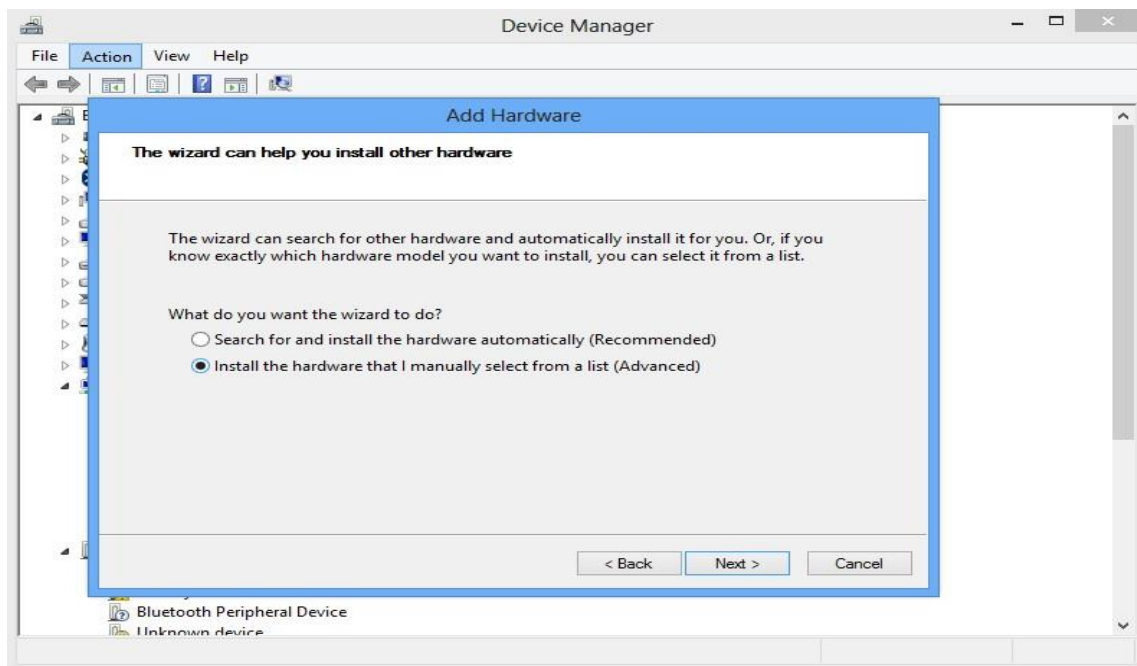 Device Manager
File Action View Help
Add Hardware
The wizard can help you install other hardware
The wizard can search for other hardware and automatically install it for you. Or, if you
know exactly which hardware model you want to install, you can select it from a list.
What do you want the wizard to do?
Search for and install the hardware automatically (Recommended)
Install the hardware that I manually select from a list (Advanced)
< Back Next > Cancel
Bluetooth Peripheral Device
Unknown device